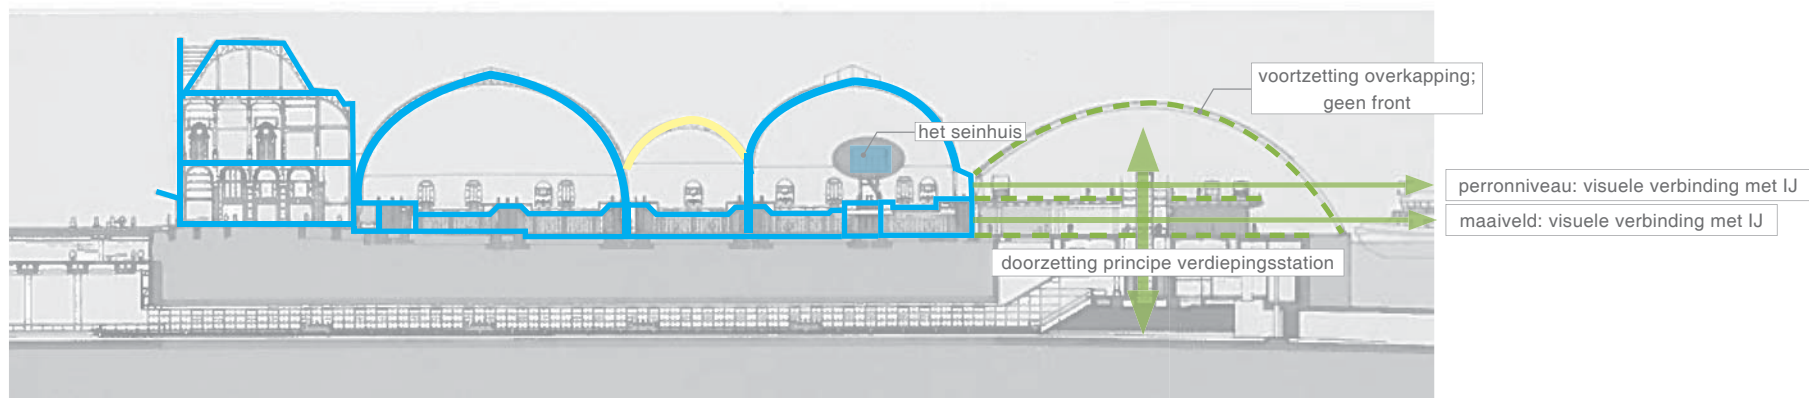 voortzetting overkapping;
geen front
het seinhuis
perronniveau: visuele verbinding met IJ
maaiveld: visuele verbinding met IJ
doorzetting principe verdiepingsstation